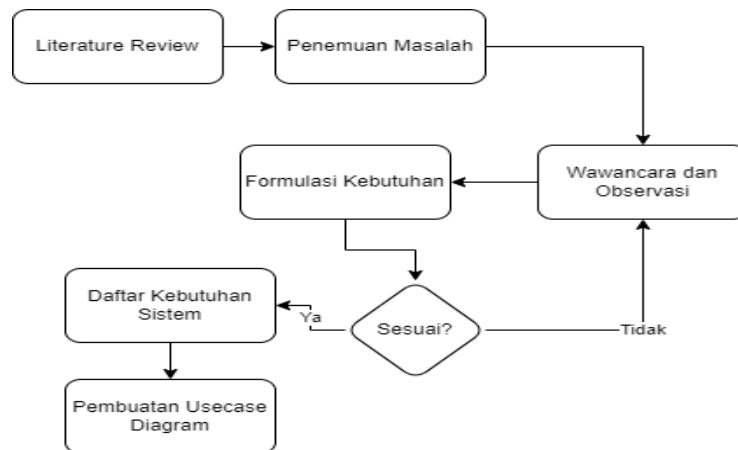 Literature Review
Penemuan Masalah
Wawancara dan
Observasi
Formulasi Kebutuhan
Sesuai?
Ya
Tidak
Daftar Kebutuhan
Sistem
Pembuatan Usecase
Diagram